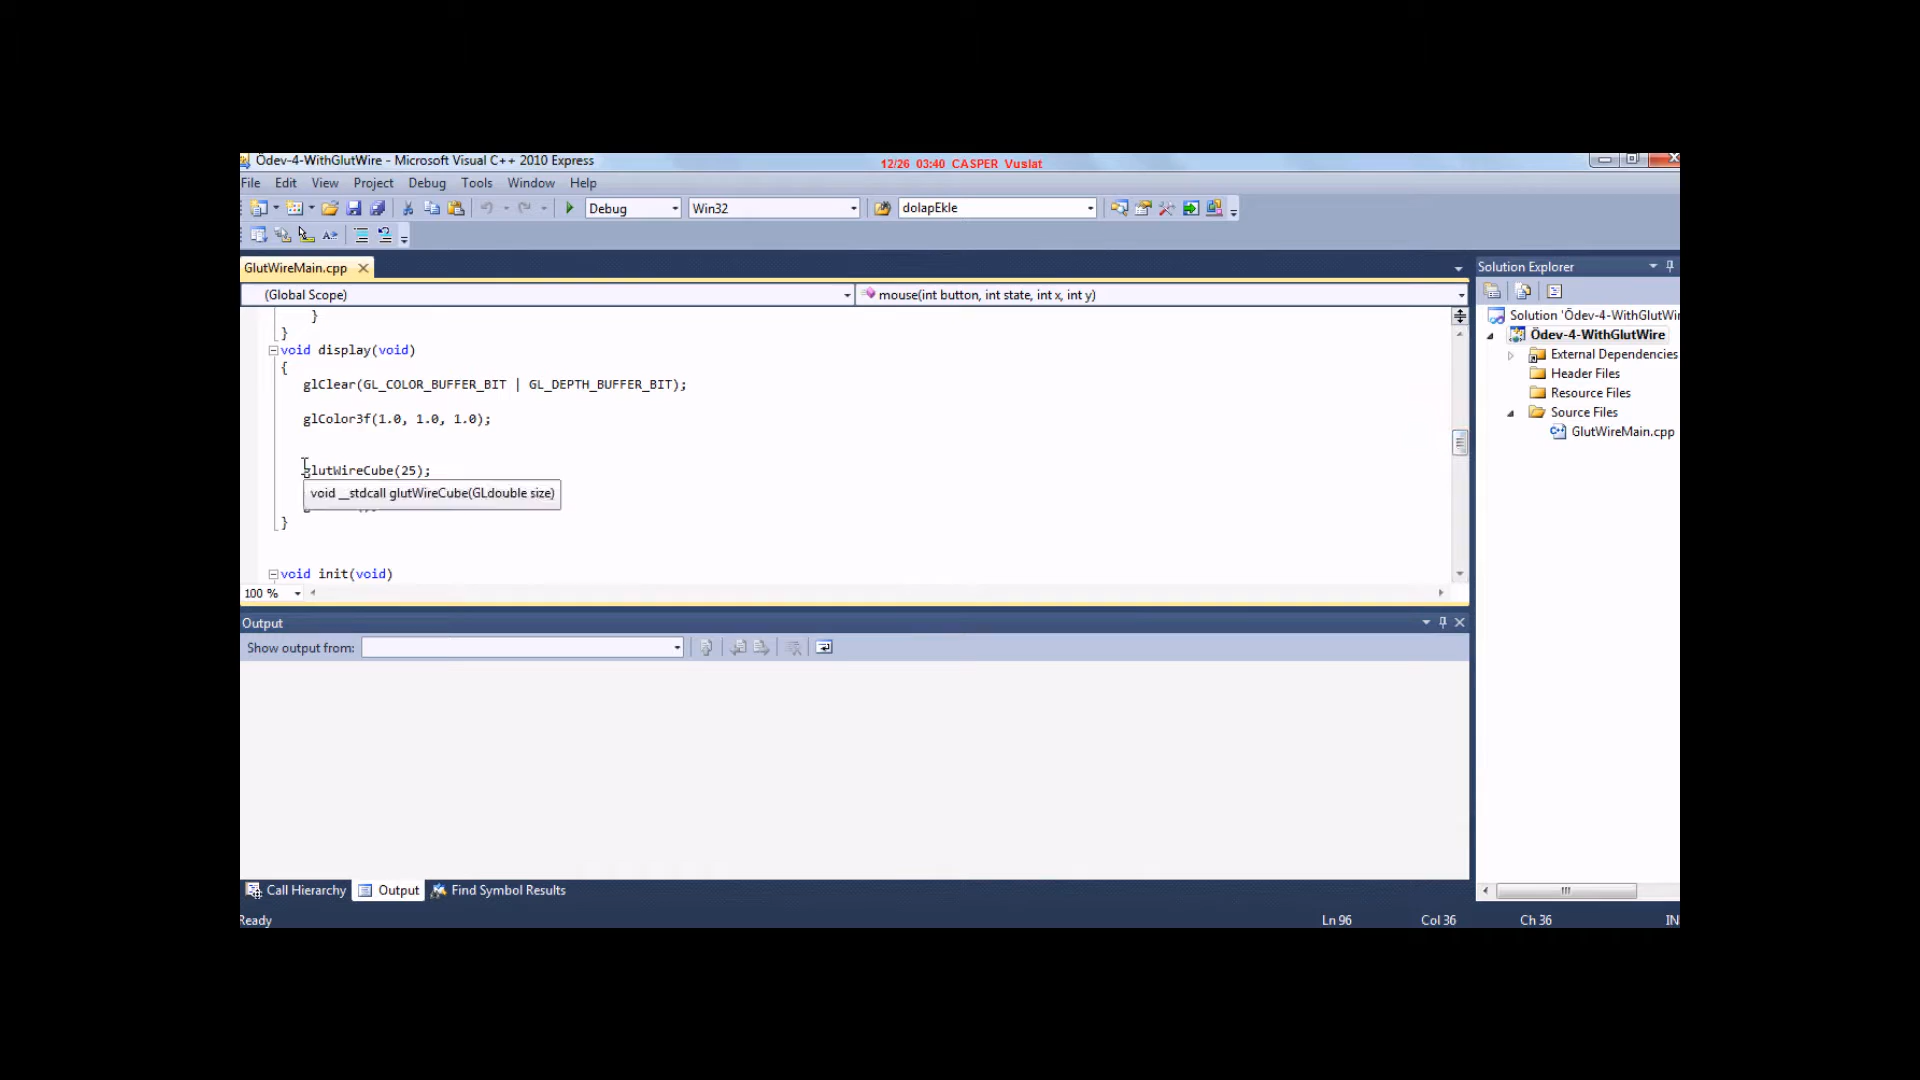 Ödev-4-WithGlutWire - Microsoft Visual C++ 2010 Express
12/26 03:40 CASPER Vuslat
File Edit View Project Debug Tools Window Help
Debug Win32 dolapEkle
GlutWireMain.cpp
(Global Scope) mouse(int button, int state, int x, int y)
}
}
void display(void)
{
glClear(GL_COLOR_BUFFER_BIT | GL_DEPTH_BUFFER_BIT);
glColor3f(1.0, 1.0, 1.0);
glutWireCube(25);
void __stdcall glutWireCube(GLdouble size)
}
void init(void)
100 %
Solution Explorer
Solution 'Ödev-4-WithGlutWir
Ödev-4-WithGlutWire
External Dependencies
Header Files
Resource Files
Source Files
GlutWireMain.cpp
Output
Show output from:
Call Hierarchy Output Find Symbol Results
Ready Ln 96 Col 36 Ch 36 IN